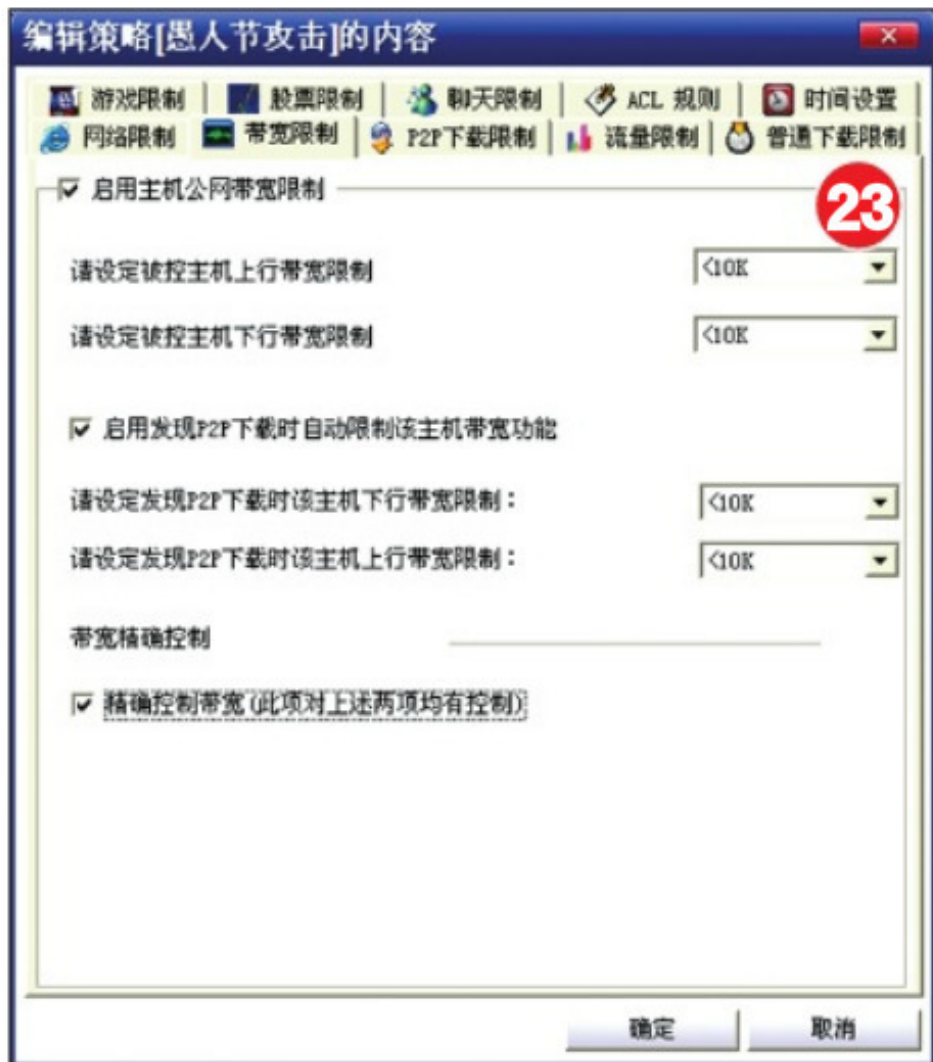 编辑策略[愚人节攻击]的内容
游戏限制 股票限制 聊天限制 ACL 规则 时间设置
网络限制 带宽限制 P2P下载限制 流量限制 普通下载限制
启用主机公网带宽限制
23
请设定被控主机上行带宽限制 <10K
请设定被控主机下行带宽限制 <10K
启用发现P2P下载时自动限制该主机带宽功能
请设定发现P2P下载时该主机下行带宽限制： <10K
请设定发现P2P下载时该主机上行带宽限制： <10K
带宽精确控制
精确控制带宽(此项对上述两项均有控制)
确定 取消